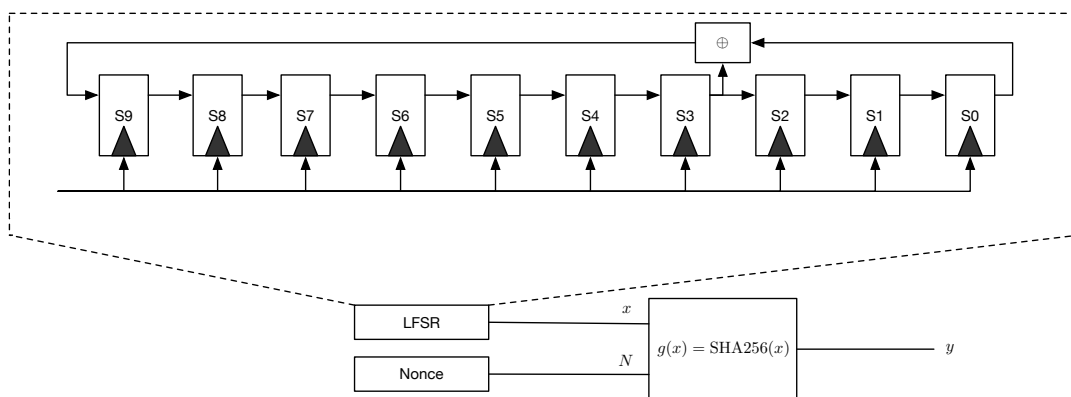 ⊕
S9 S8 S7 S6 S5 S4 S3 S2 S1 S0
LFSR x
g(x) = SHA256(x) y
Nonce N